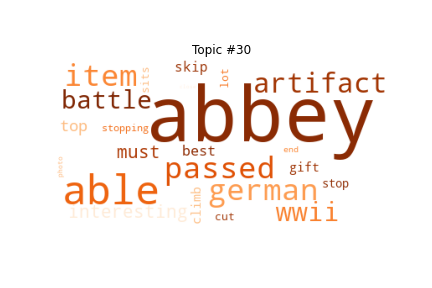 Topic #30
skip
item
sits
lot
artifact
battle
abbey
top
stopping
must
best
end
photo
passed
gift
able
german
stop
interesting
climb
cut
wwii